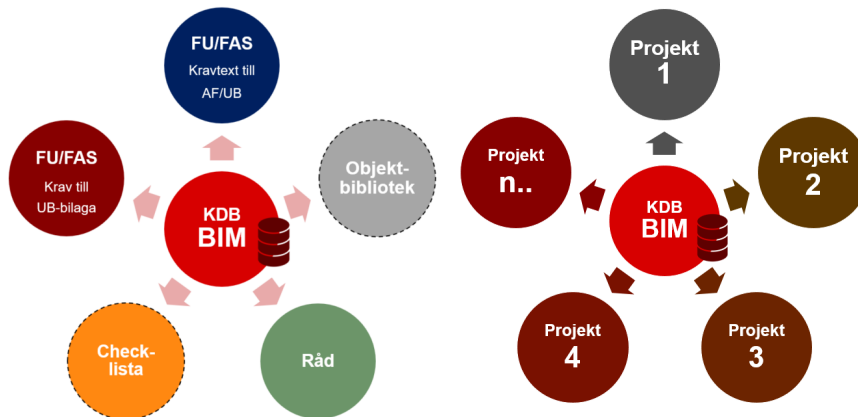 FU/FAS
Kravtext till
AF/UB
FU/FAS
Krav till
UB-bilaga
Objekt-
bibliotek
KDB
BIM
Check-
lista
Råd
Projekt
1
Projekt
n..
Projekt
2
KDB
BIM
Projekt
4
Projekt
3